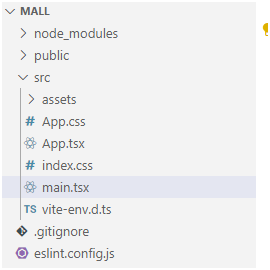 MALL
node_modules
public
src
assets
# App.css
App.tsx
# index.css
main.tsx
TS vite-env.d.ts
.gitignore
eslint.config.js